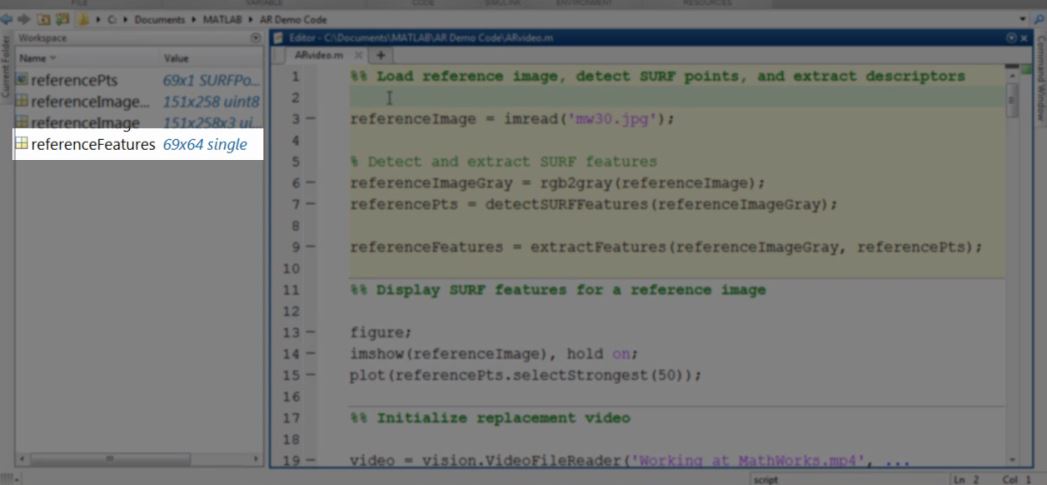 FILE VARIABLE CODE SIMULINK ENVIRONMENT RESOURCES
C: Documents MATLAB AR Demo Code
Current Folder
Workspace
Name Value
referencePts 69x1 SURFPo...
referenceImage... 151x258 uint8
referenceImage 151x258x3 ui...
referenceFeatures 69x64 single
Editor - C:\Documents\MATLAB\AR Demo Code\ARvideo.m
ARvideo.m
1 %% Load reference image, detect SURF points, and extract descriptors
2
3 referenceImage = imread('mw30.jpg');
4
5 % Detect and extract SURF features
6 referenceImageGray = rgb2gray(referenceImage);
7 referencePts = detectSURFFeatures(referenceImageGray);
8
9 referenceFeatures = extractFeatures(referenceImageGray, referencePts);
10
11 %% Display SURF features for a reference image
12
13 figure;
14 imshow(referenceImage), hold on;
15 plot(referencePts.selectStrongest(50));
16
17 %% Initialize replacement video
18
19 video = vision.VideoFileReader('Working at MathWorks.mp4', ...
Command Window
script Ln 2 Col 1